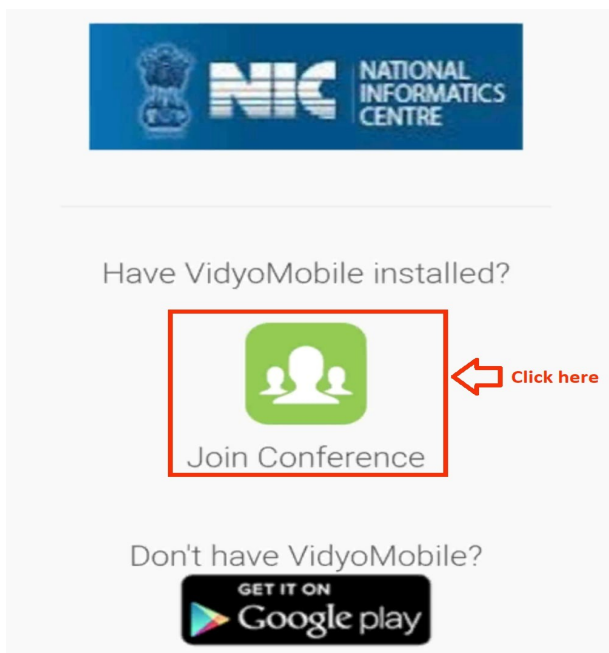 NIC
NATIONAL
INFORMATICS
CENTRE
Have VidyoMobile installed?
Click here
Join Conference
Don't have VidyoMobile?
GET IT ON
Google play